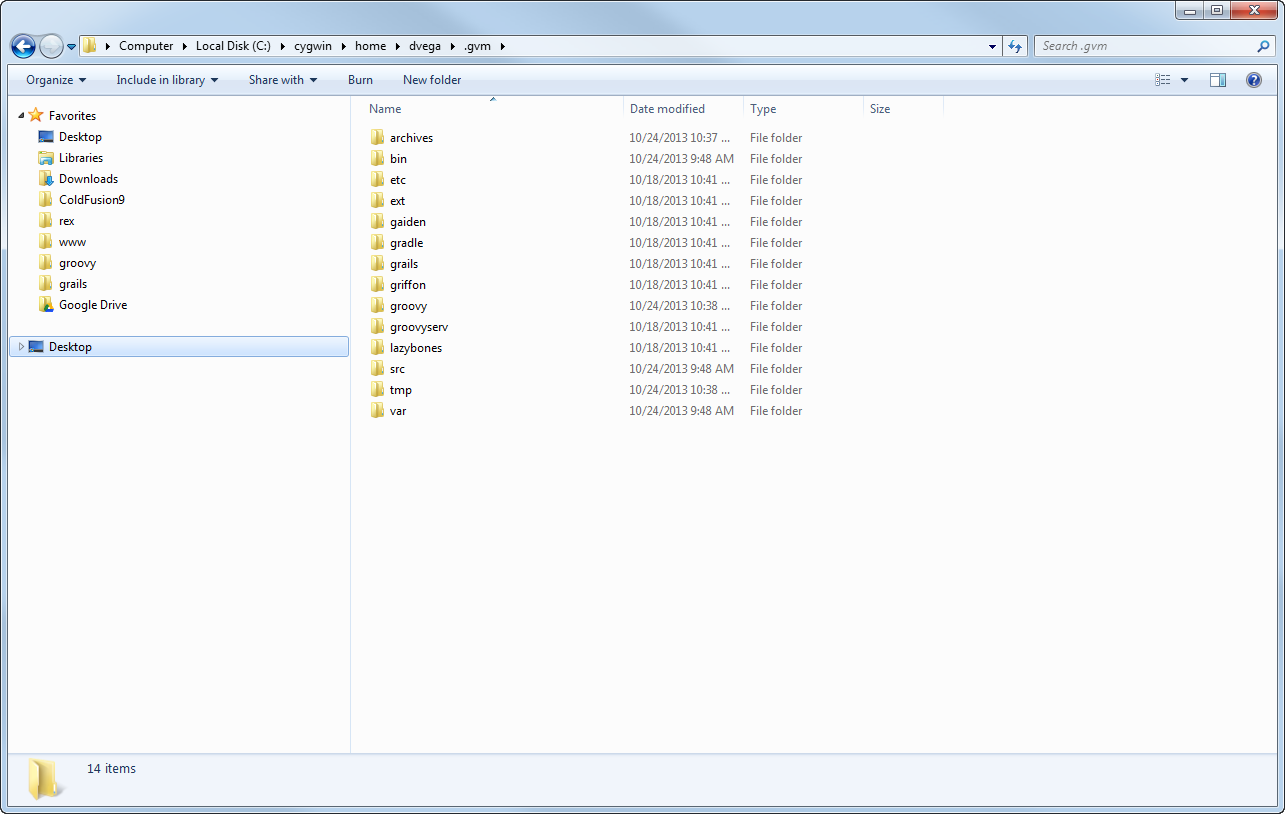 Computer Local Disk (C:) cygwin home dvega .gvm Search .gvm
Organize Include in library Share with Burn New folder
Favorites
Desktop
Libraries
Downloads
ColdFusion9
rex
www
groovy
grails
Google Drive
Desktop
Name Date modified Type Size
archives 10/24/2013 10:37 ... File folder
bin 10/24/2013 9:48 AM File folder
etc 10/18/2013 10:41 ... File folder
ext 10/18/2013 10:41 ... File folder
gaiden 10/18/2013 10:41 ... File folder
gradle 10/18/2013 10:41 ... File folder
grails 10/18/2013 10:41 ... File folder
griffon 10/18/2013 10:41 ... File folder
groovy 10/24/2013 10:38 ... File folder
groovyserv 10/18/2013 10:41 ... File folder
lazybones 10/18/2013 10:41 ... File folder
src 10/24/2013 9:48 AM File folder
tmp 10/24/2013 10:38 ... File folder
var 10/24/2013 9:48 AM File folder
14 items